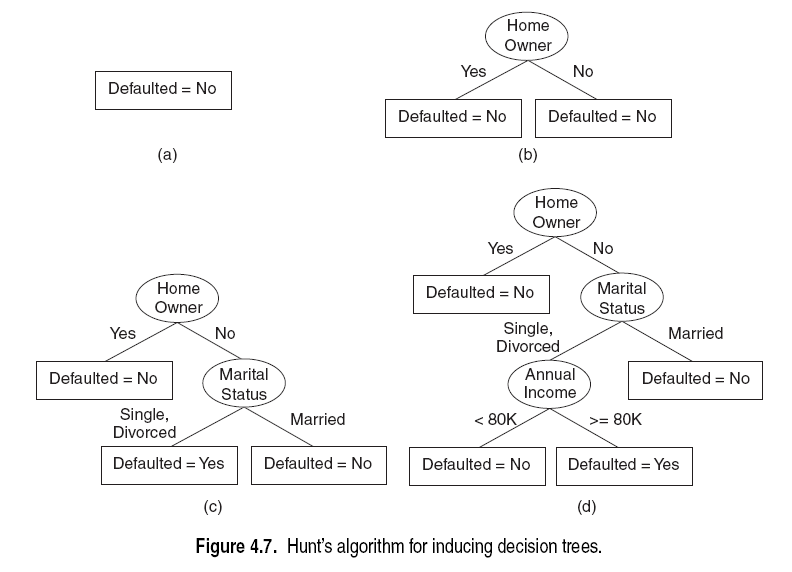 Defaulted = No
(a)
Home
Owner
Yes
No
Defaulted = No
Defaulted = No
(b)
Home
Owner
Yes
No
Defaulted = No
Marital
Status
Single,
Divorced
Married
Defaulted = Yes
Defaulted = No
(c)
Home
Owner
Yes
No
Defaulted = No
Marital
Status
Single,
Divorced
Married
Annual
Income
Defaulted = No
< 80K
>= 80K
Defaulted = No
Defaulted = Yes
(d)
Figure 4.7. Hunt's algorithm for inducing decision trees.